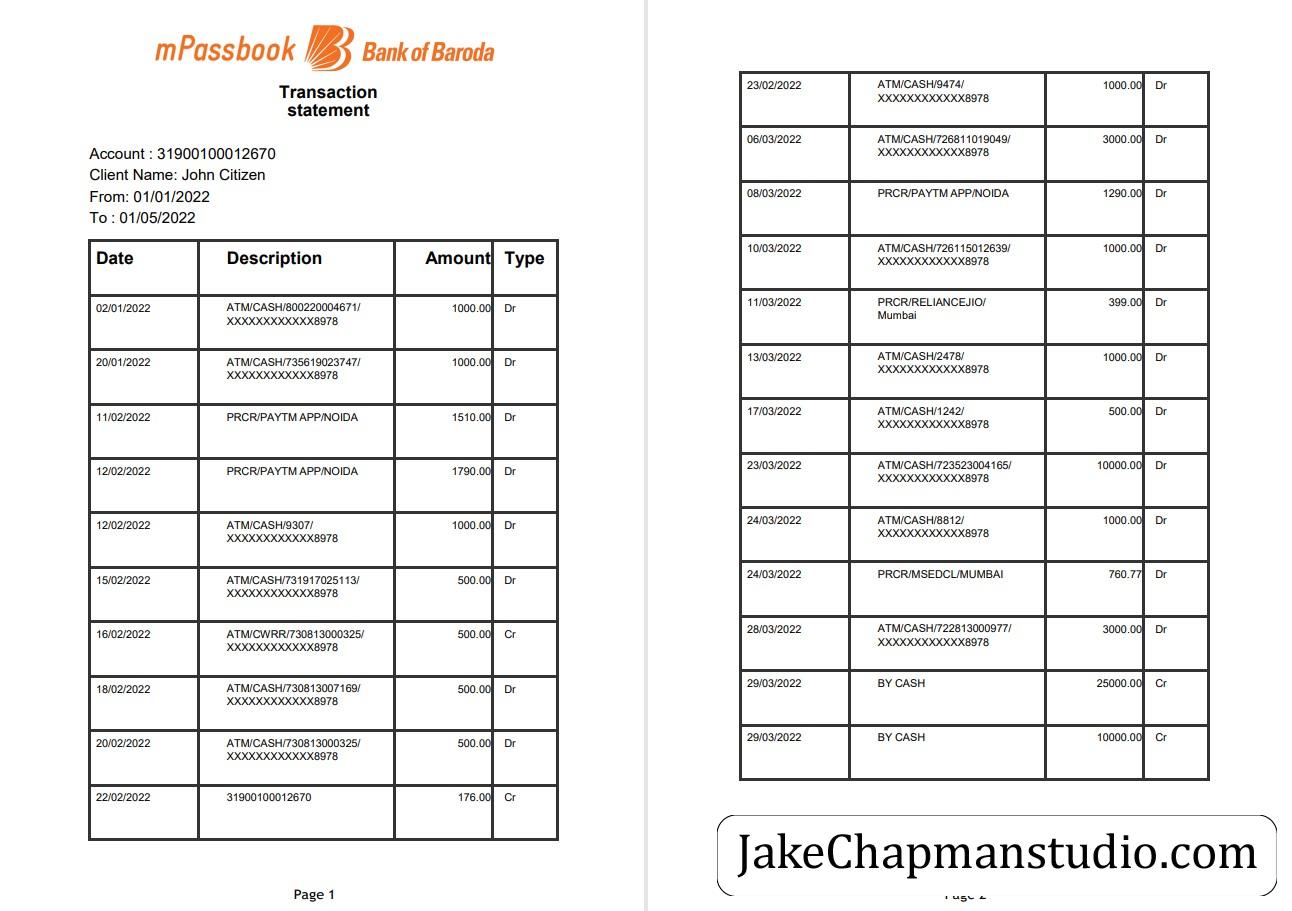 mPassbook Bank of Baroda
Transaction
statement
Account : 31900100012670
Client Name: John Citizen
From: 01/01/2022
To : 01/05/2022
Date Description Amount Type
02/01/2022 ATM/CASH/800220004671/ 1000.00 Dr
XXXXXXXXXXXX8978
20/01/2022 ATM/CASH/735619023747/ 1000.00 Dr
XXXXXXXXXXXX8978
11/02/2022 PRCR/PAYTM APP/NOIDA 1510.00 Dr
12/02/2022 PRCR/PAYTM APP/NOIDA 1790.00 Dr
12/02/2022 ATM/CASH/9307/ 1000.00 Dr
XXXXXXXXXXXX8978
15/02/2022 ATM/CASH/731917025113/ 500.00 Dr
XXXXXXXXXXXX8978
16/02/2022 ATM/CWRR/730813000325/ 500.00 Cr
XXXXXXXXXXXX8978
18/02/2022 ATM/CASH/730813007169/ 500.00 Dr
XXXXXXXXXXXX8978
20/02/2022 ATM/CASH/730813000325/ 500.00 Dr
XXXXXXXXXXXX8978
22/02/2022 31900100012670 176.00 Cr
Page 1
23/02/2022 ATM/CASH/9474/ 1000.00 Dr
XXXXXXXXXXXX8978
06/03/2022 ATM/CASH/726811019049/ 3000.00 Dr
XXXXXXXXXXXX8978
08/03/2022 PRCR/PAYTM APP/NOIDA 1290.00 Dr
10/03/2022 ATM/CASH/726115012639/ 1000.00 Dr
XXXXXXXXXXXX8978
11/03/2022 PRCR/RELIANCEJIO/ 399.00 Dr
Mumbai
13/03/2022 ATM/CASH/2478/ 1000.00 Dr
XXXXXXXXXXXX8978
17/03/2022 ATM/CASH/1242/ 500.00 Dr
XXXXXXXXXXXX8978
23/03/2022 ATM/CASH/723523004165/ 10000.00 Dr
XXXXXXXXXXXX8978
24/03/2022 ATM/CASH/8812/ 1000.00 Dr
XXXXXXXXXXXX8978
24/03/2022 PRCR/MSEDCL/MUMBAI 760.77 Dr
28/03/2022 ATM/CASH/722813000977/ 3000.00 Dr
XXXXXXXXXXXX8978
29/03/2022 BY CASH 25000.00 Cr
29/03/2022 BY CASH 10000.00 Cr
JakeChapmanstudio.com